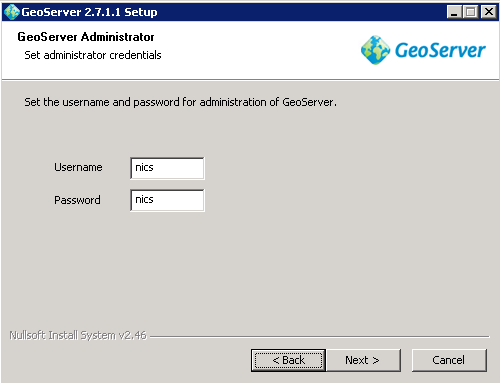 GeoServer 2.7.1.1 Setup
GeoServer Administrator
Set administrator credentials
GeoServer
Set the username and password for administration of GeoServer.
Username nics
Password nics
Nullsoft Install System v2.46
< Back Next > Cancel